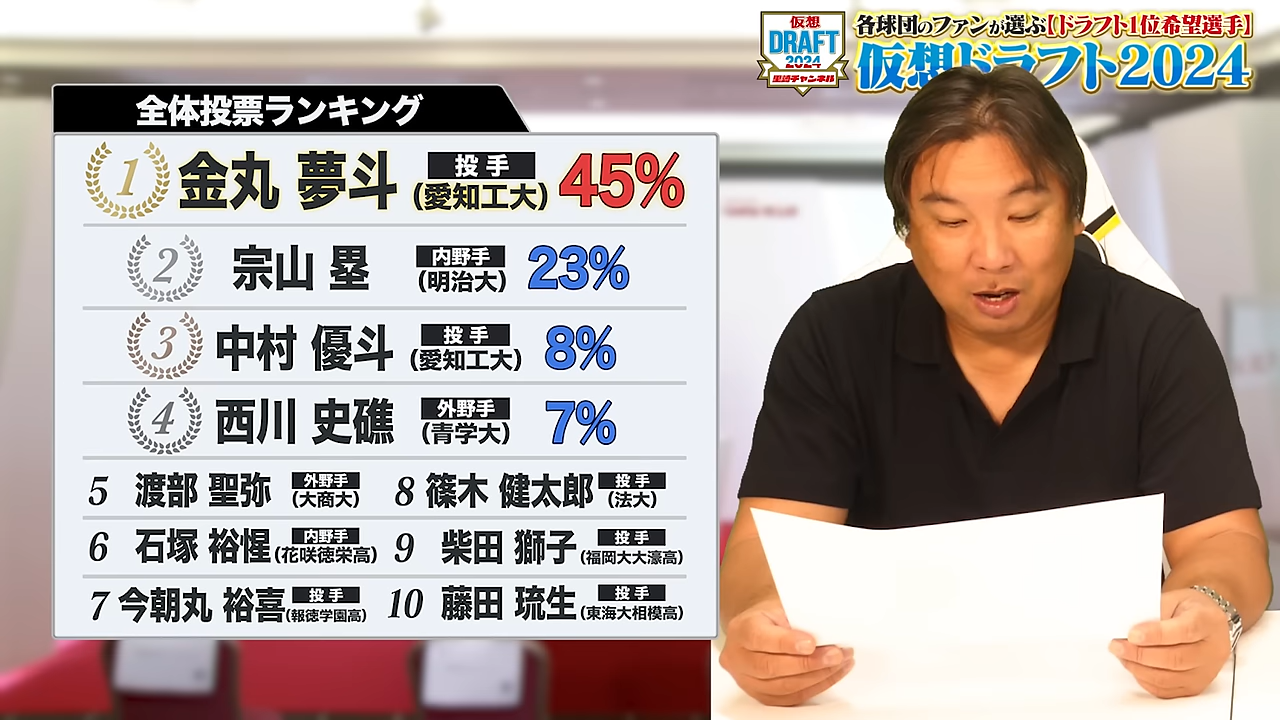 仮想
DRAFT
2024
里崎チャンネル
各球団のファンが選ぶ【ドラフト1位希望選手】
仮想ドラフト2024
全体投票ランキング
1 金丸 夢斗 投手 (愛知工大) 45%
2 宗山 塁 内野手 (明治大) 23%
3 中村 優斗 投手 (愛知工大) 8%
4 西川 史礁 外野手 (青学大) 7%
5 渡部 聖弥 外野手 (大商大)
6 石塚 裕惺 内野手 (花咲徳栄高)
7 今朝丸 裕喜 投手 (報徳学園高)
8 篠木 健太郎 投手 (法大)
9 柴田 獅子 投手 (福岡大大濠高)
10 藤田 琉生 投手 (東海大相模高)